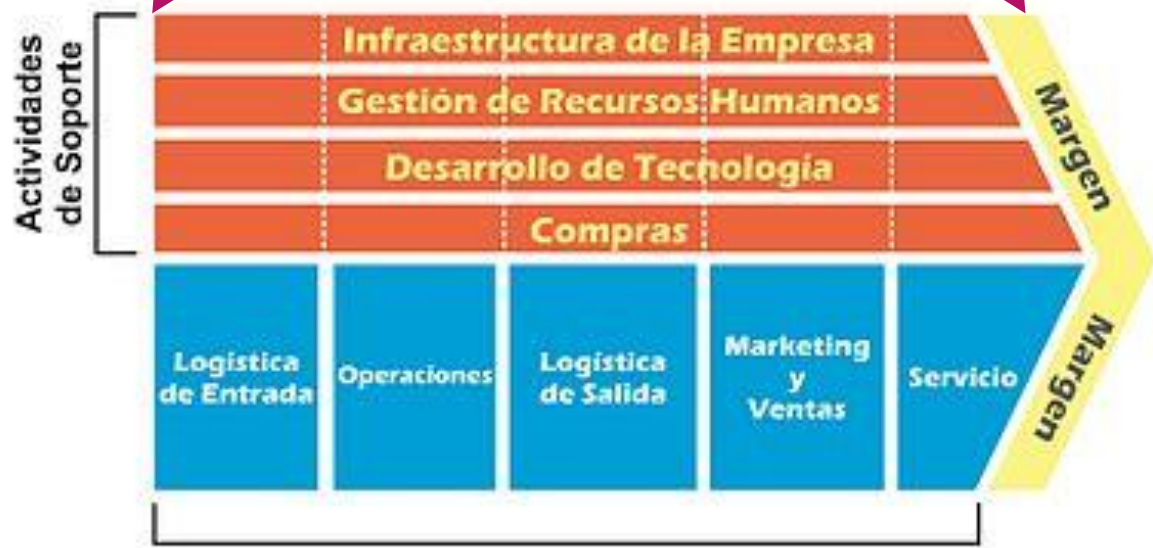 Actividades
de Soporte
Infraestructura de la Empresa
Gestión de Recursos Humanos
Desarrollo de Tecnología
Compras
Margen
Logística
de Entrada
Operaciones
Logística
de Salida
Marketing
y
Ventas
Servicio
Margen